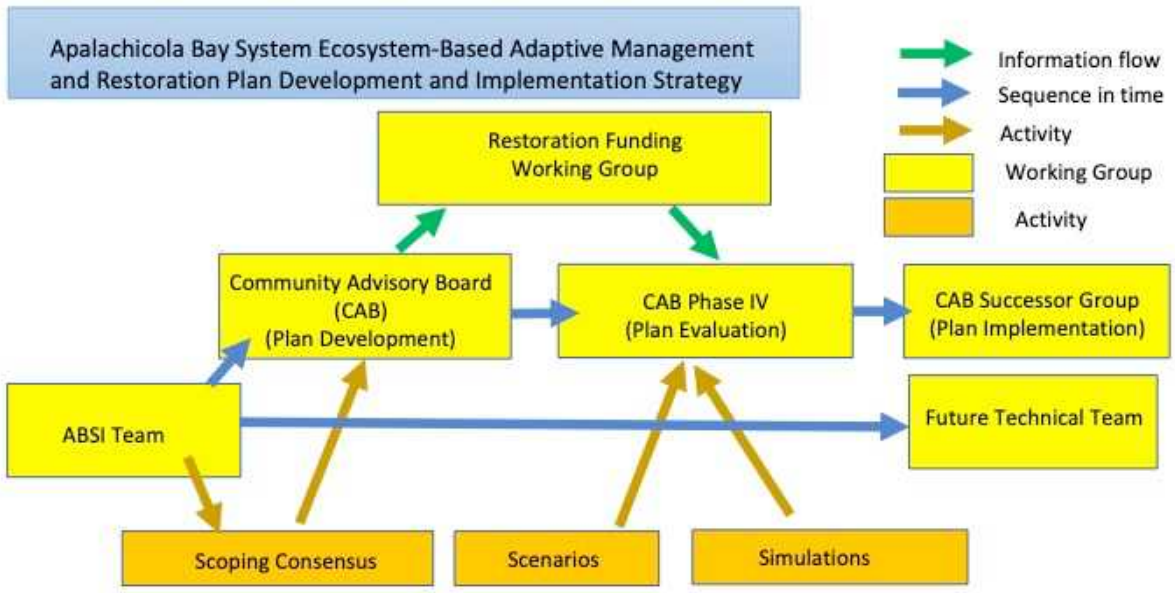 Apalachicola Bay System Ecosystem-Based Adaptive Management
and Restoration Plan Development and Implementation Strategy
Information flow
Sequence in time
Activity
Working Group
Activity
Restoration Funding
Working Group
Community Advisory Board
(CAB)
(Plan Development)
CAB Phase IV
(Plan Evaluation)
CAB Successor Group
(Plan Implementation)
ABSI Team
Future Technical Team
Scoping Consensus
Scenarios
Simulations